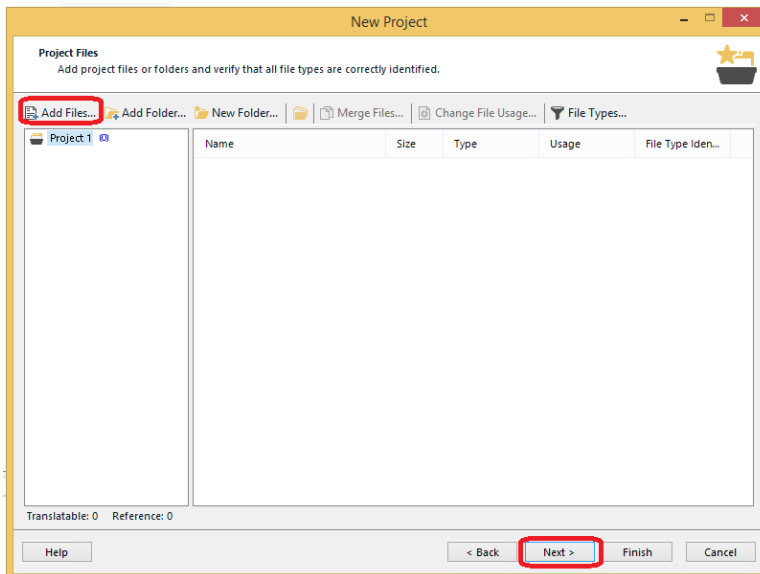 New Project
Project Files
Add project files or folders and verify that all file types are correctly identified.
Add Files... Add Folder... New Folder... Merge Files... Change File Usage... File Types...
Project 1 (0)
Name Size Type Usage File Type Iden...
Translatable: 0 Reference: 0
Help < Back Next > Finish Cancel